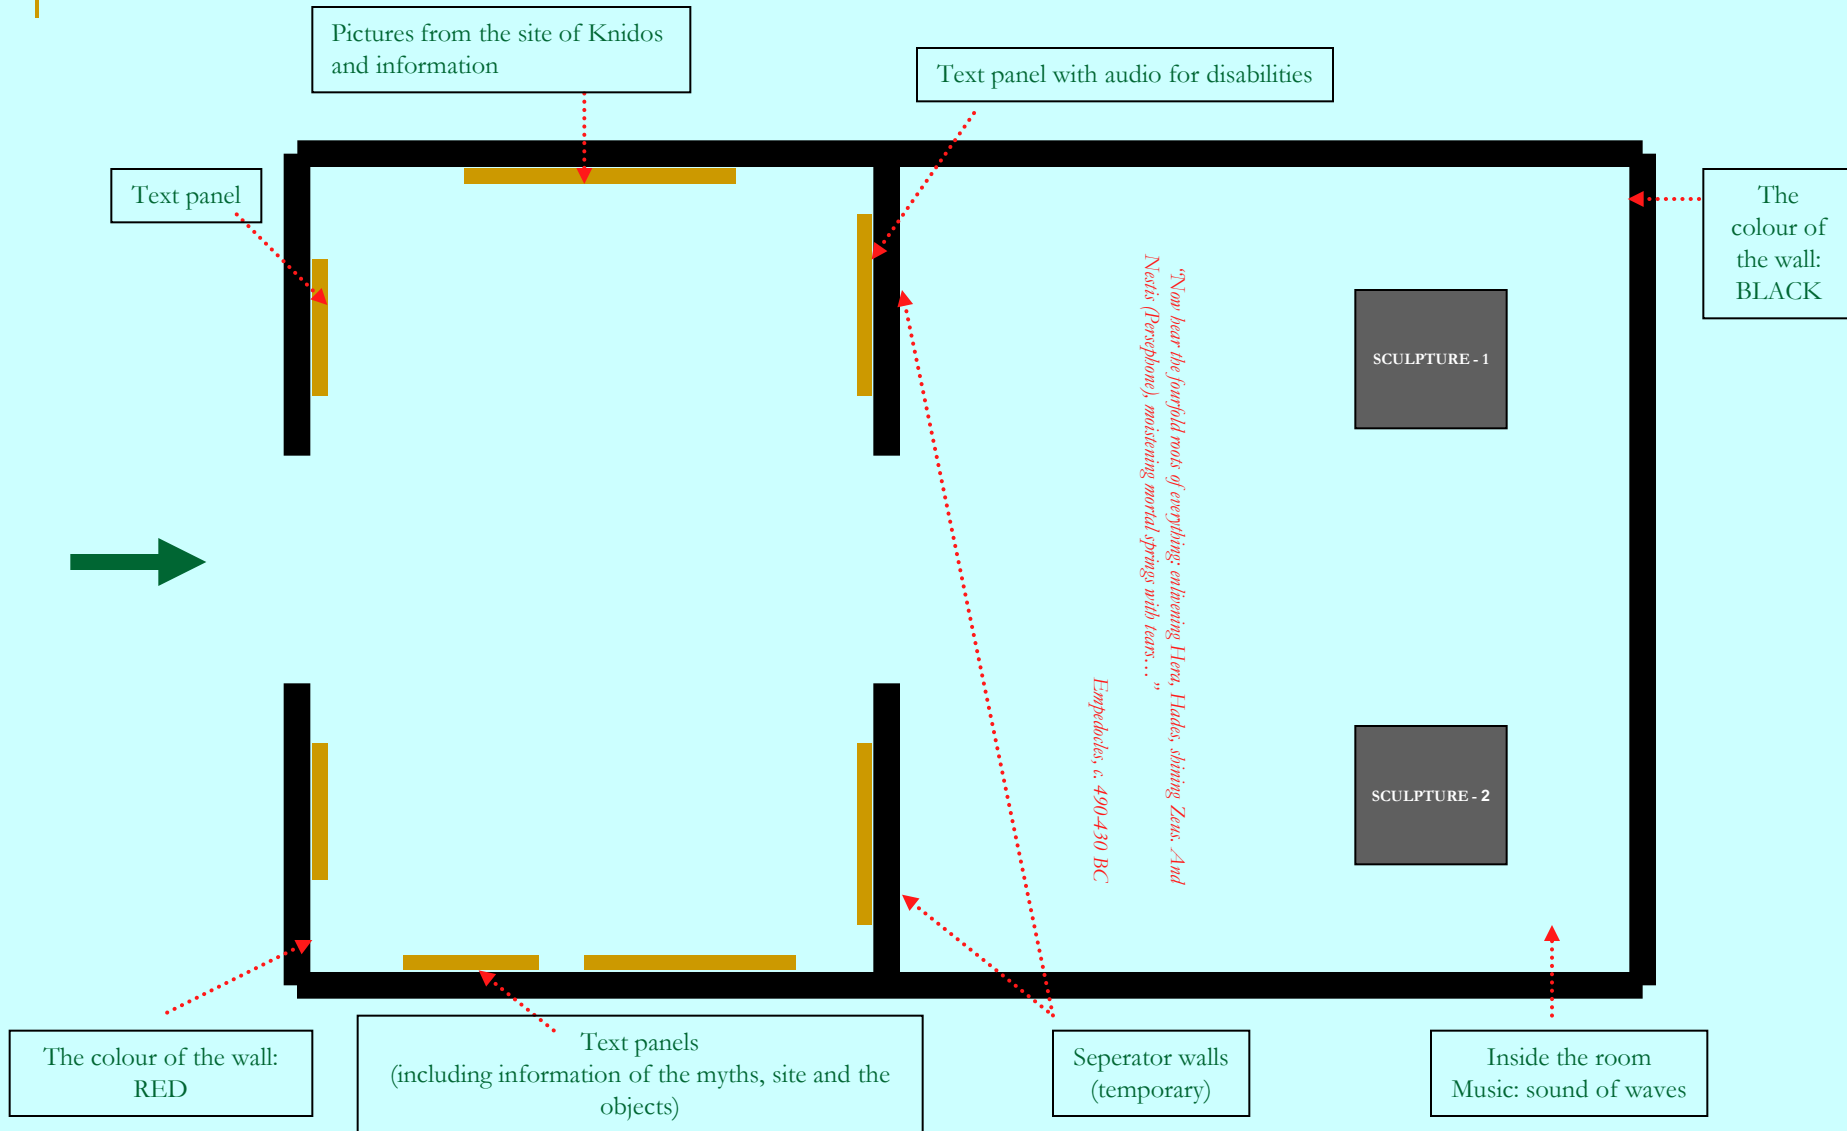 Pictures from the site of Knidos
and information
Text panel with audio for disabilities
Text panel
The
colour of
the wall:
BLACK
“Now hear the fourfold roots of everything: enlivening Hera, Hades, shining Zeus. And
Nestis (Persephone), moistening mortal springs with tears… ”
Empedocles, c. 490-430 BC
SCULPTURE - 1
SCULPTURE - 2
The colour of the wall:
RED
Text panels
(including information of the myths, site and the
objects)
Seperator walls
(temporary)
Inside the room
Music: sound of waves